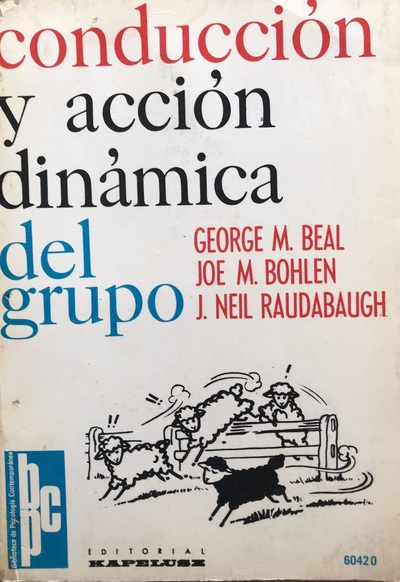 conducción
y acción
dinámica
del
grupo
GEORGE M. BEAL
JOE M. BOHLEN
J. NEIL RAUDABAUGH
!!
!
!
Biblioteca de Psicología Contemporánea
bpc
EDITORIAL
KAPELUSZ
60420